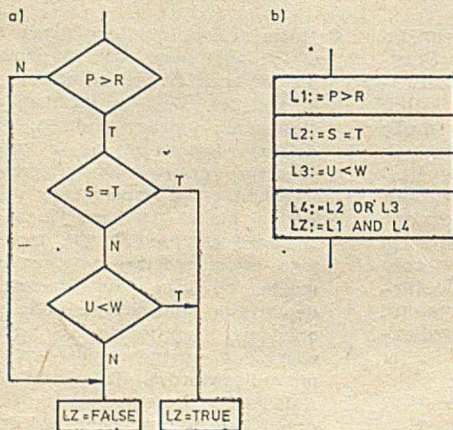 a)
N
P>R
T
S=T
T
N
U<W
T
N
LZ=FALSE
LZ=TRUE
b)
L1:=P>R
L2:=S=T
L3:=U<W
L4:=L2 OR L3
LZ:=L1 AND L4